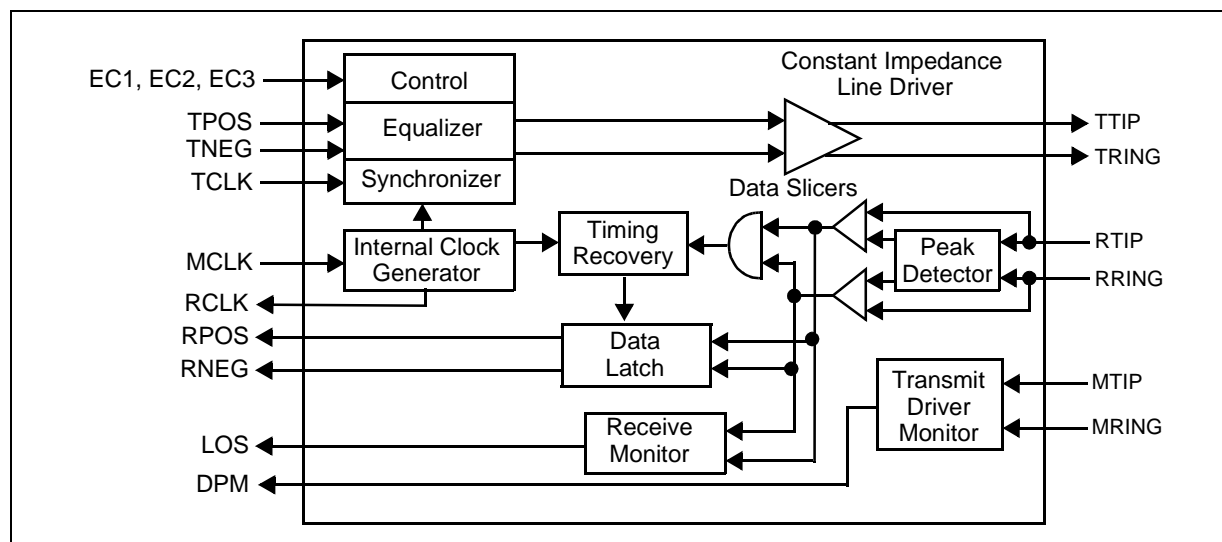 Constant Impedance
Line Driver
EC1, EC2, EC3
Control
TPOS
Equalizer
TTIP
TNEG
TRING
TCLK
Synchronizer
Data Slicers
MCLK
Internal Clock
Generator
Timing
Recovery
Peak
Detector
RTIP
RRING
RCLK
RPOS
RNEG
Data
Latch
Transmit
Driver
Monitor
MTIP
MRING
LOS
Receive
Monitor
DPM